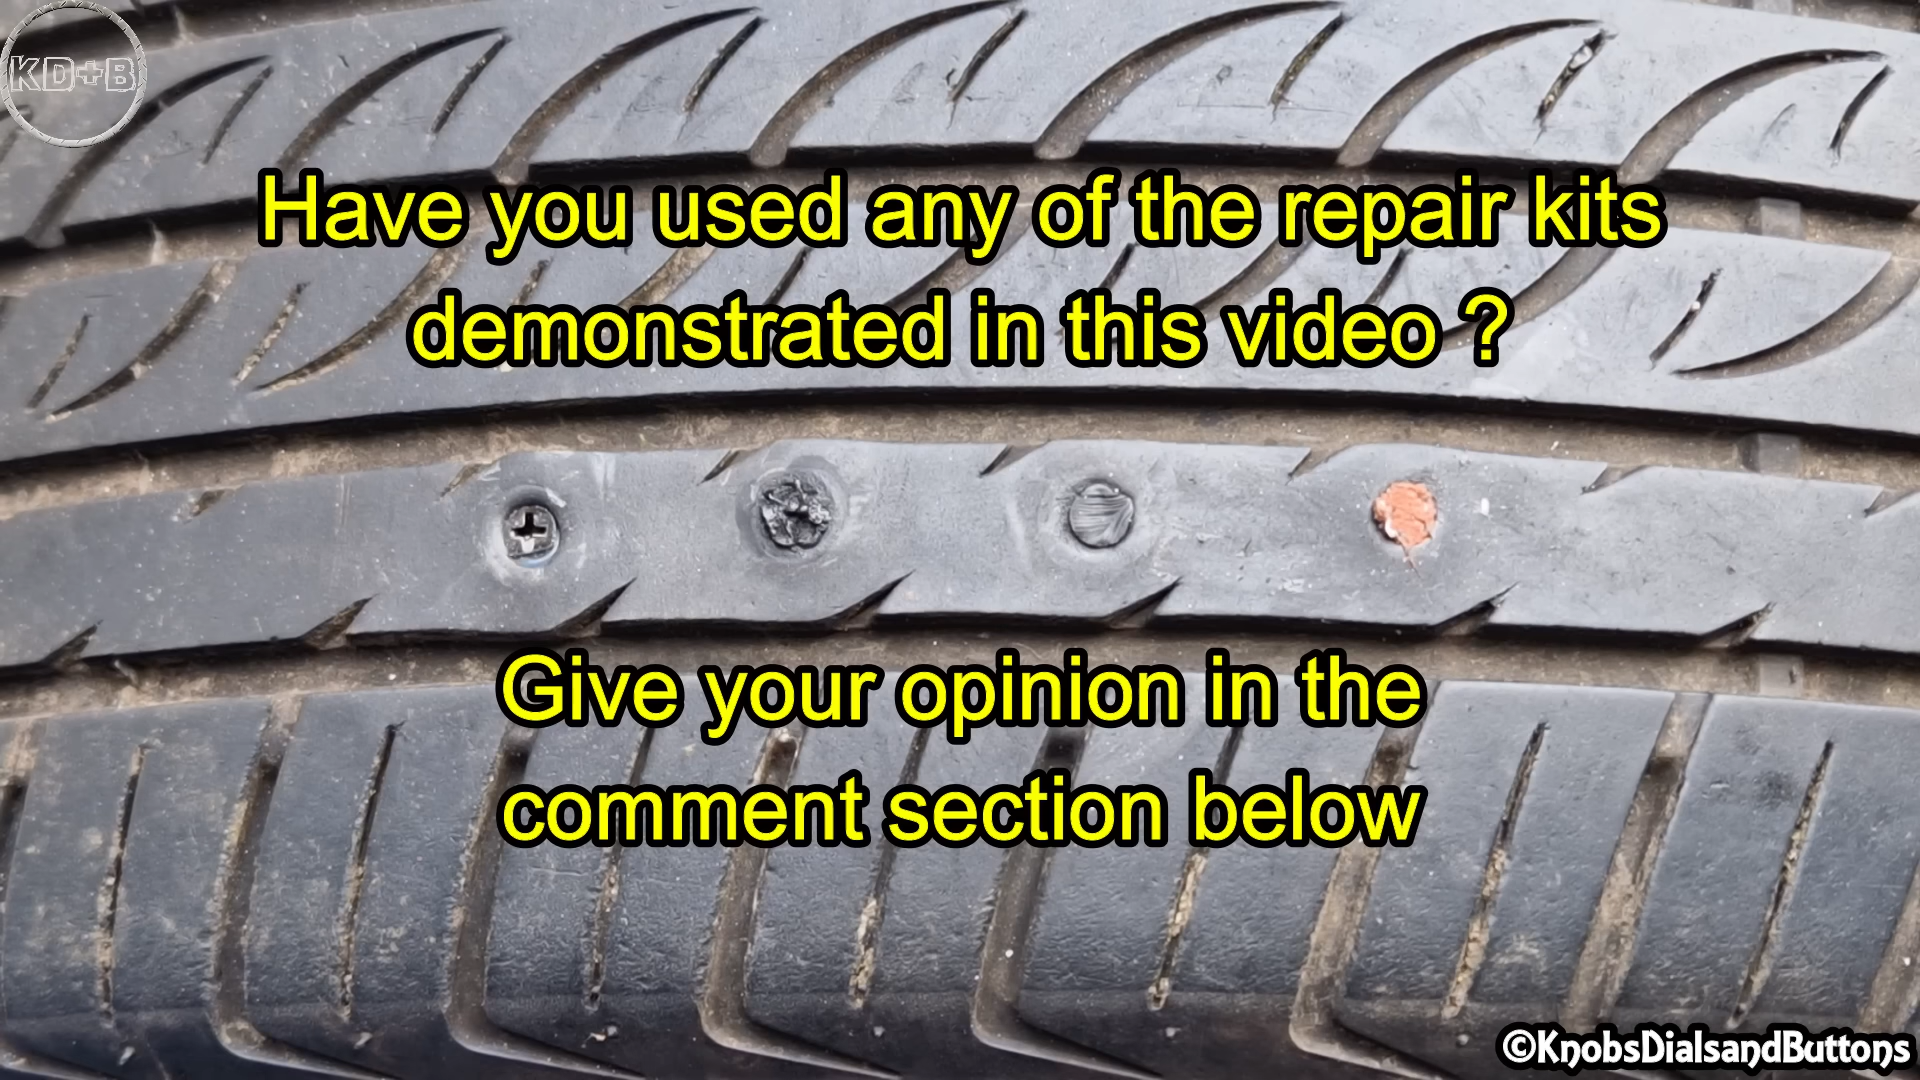 KD+B
Have you used any of the repair kits
demonstrated in this video ?
Give your opinion in the
comment section below
©KnobsDialsandButtons